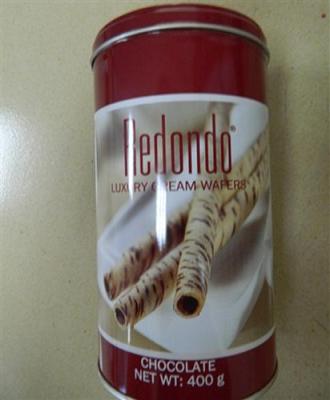 Redondo®
LUXURY CREAM WAFERS
CHOCOLATE
NET WT: 400 g